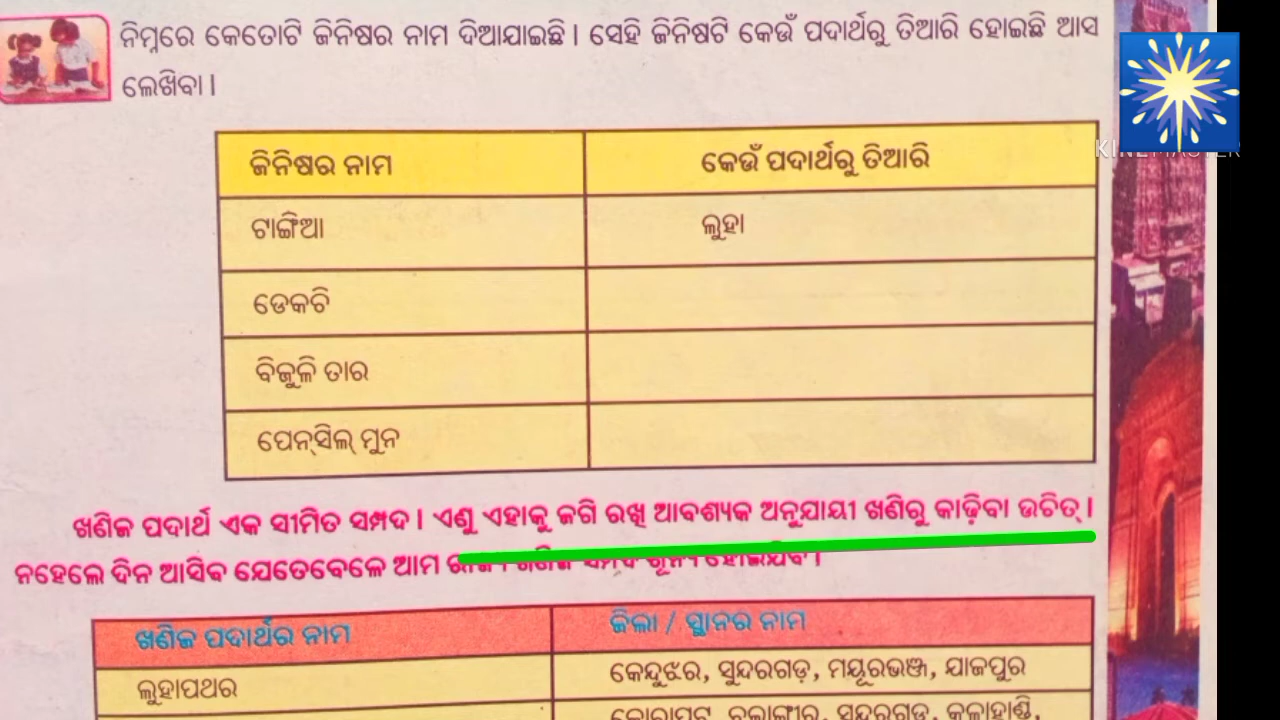 ନିମ୍ନରେ କେତୋଟି ଜିନିଷର ନାମ ଦିଆଯାଇଛି। ସେହି ଜିନିଷଟି କେଉଁ ପଦାର୍ଥରୁ ତିଆରି ହୋଇଛି ଆସ
ଲେଖିବା।
ଜିନିଷର ନାମ କେଉଁ ପଦାର୍ଥରୁ ତିଆରି
ଟାଙ୍ଗିଆ ଲୁହା
ଡେକଚି
ବିଜୁଳି ତାର
ପେନ୍‌ସିଲ୍ ମୁନ
ଖଣିଜ ପଦାର୍ଥ ଏକ ସୀମିତ ସମ୍ପଦ। ଏଣୁ ଏହାକୁ ଜଗି ରଖି ଆବଶ୍ୟକ ଅନୁଯାୟୀ ଖଣିରୁ କାଢ଼ିବା ଉଚିତ୍।
ନହେଲେ ଦିନ ଆସିବ ଯେତେବେଳେ ଆମ
ଖଣିଜ ପଦାର୍ଥର ନାମ ଜିଲା / ସ୍ଥାନର ନାମ
ଲୁହାପଥର କେନ୍ଦୁଝର, ସୁନ୍ଦରଗଡ଼, ମୟୂରଭଞ୍ଜ, ଯାଜପୁର